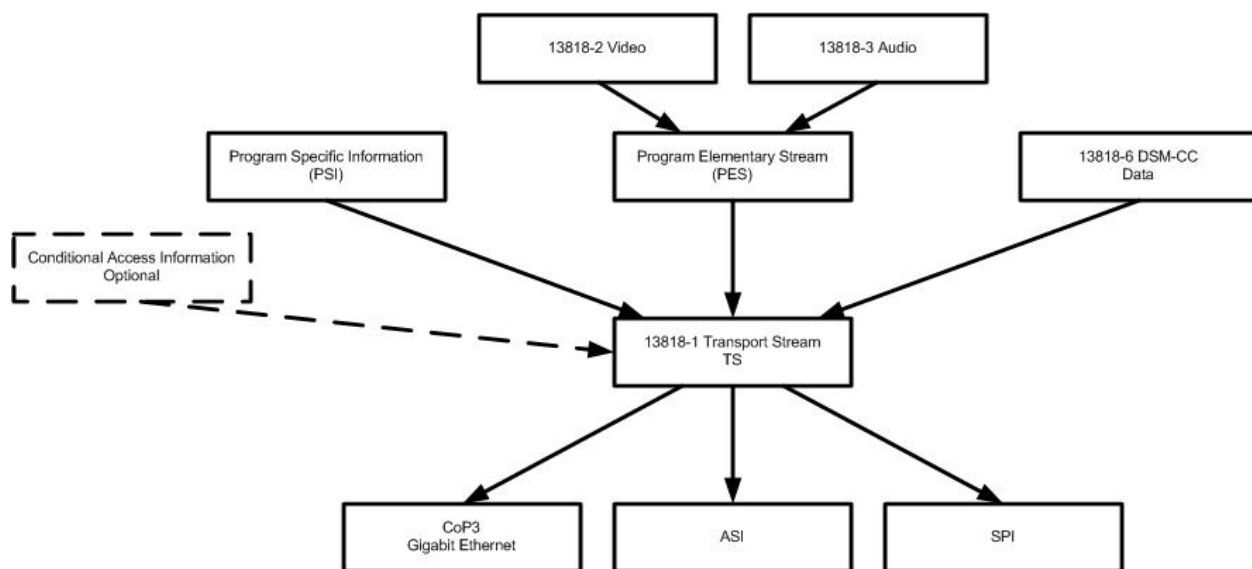 13818-2 Video
13818-3 Audio
Program Specific Information
(PSI)
Program Elementary Stream
(PES)
13818-6 DSM-CC
Data
Conditional Access Information
Optional
13818-1 Transport Stream
TS
CoP3
Gigabit Ethernet
ASI
SPI